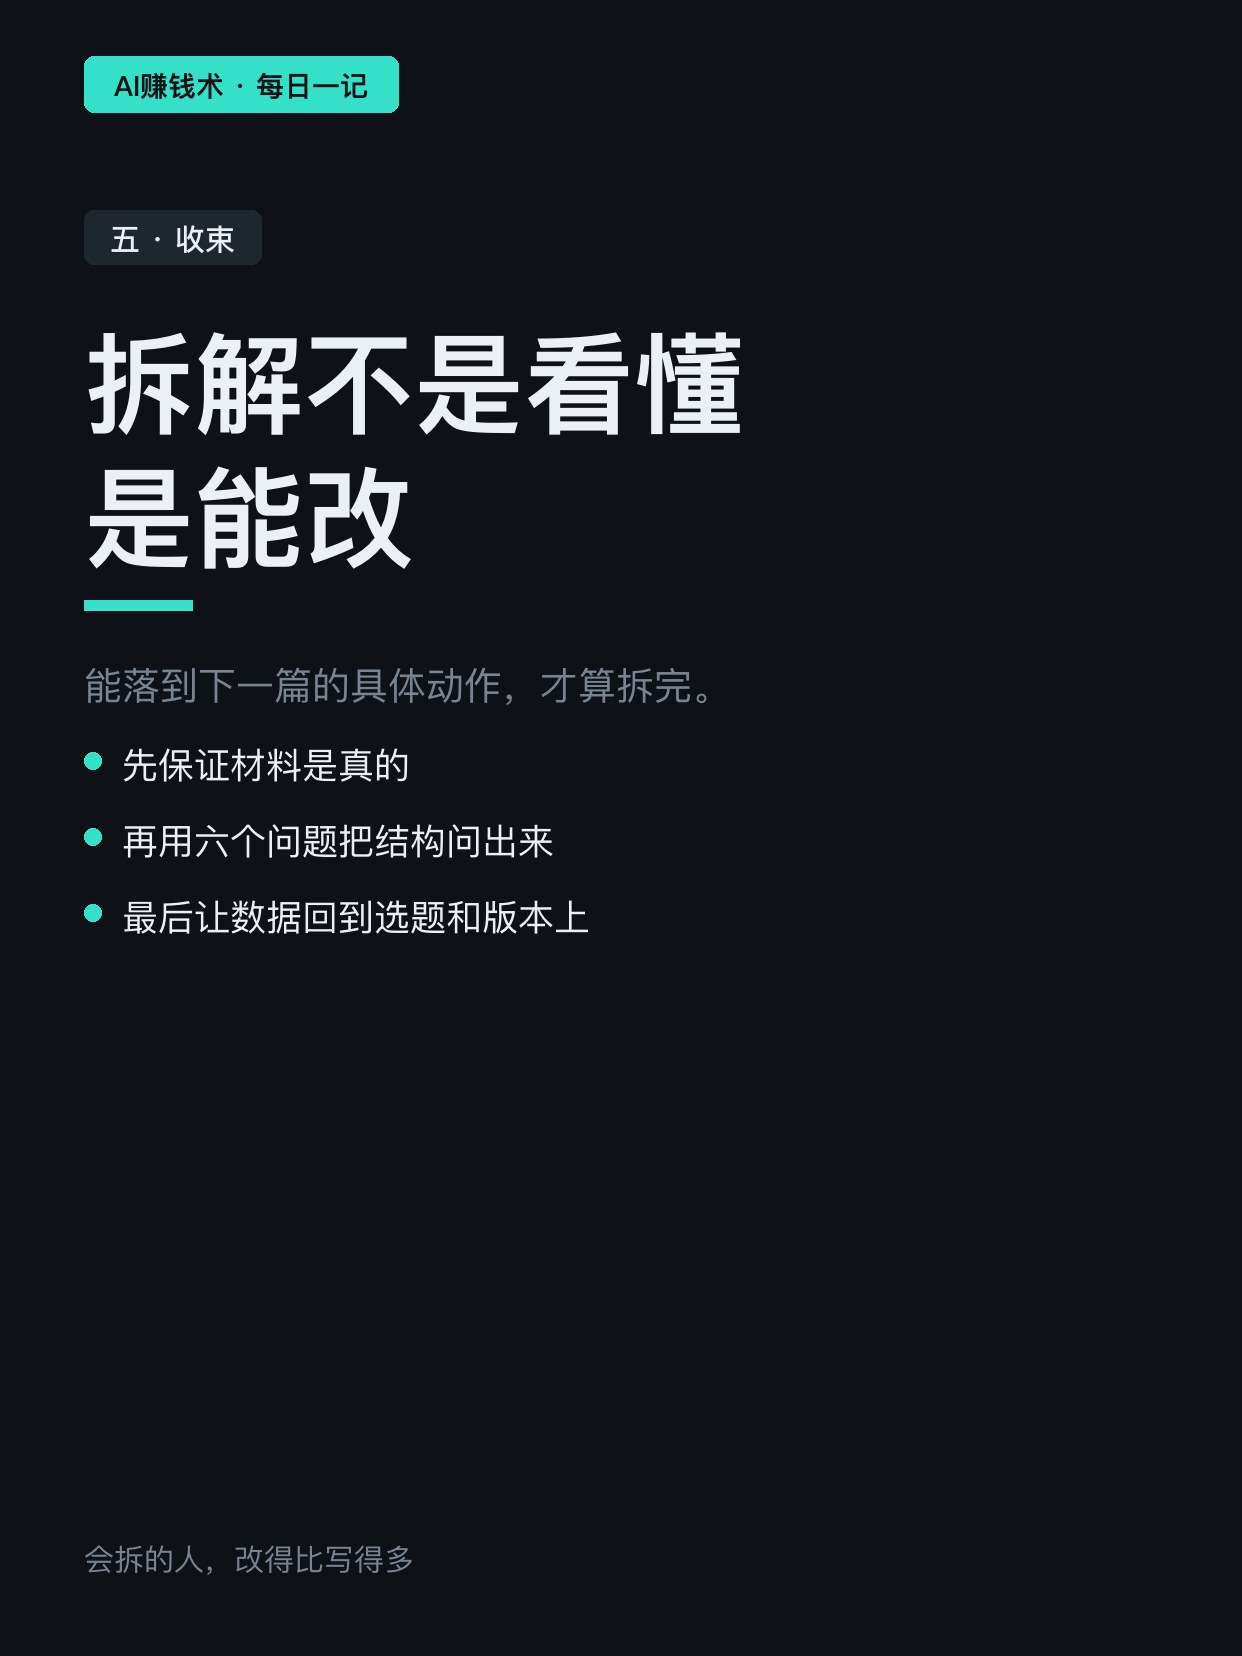 AI赚钱术 · 每日一记
五 · 收束
拆解不是看懂
是能改
能落到下一篇的具体动作，才算拆完。
先保证材料是真的
再用六个问题把结构问出来
最后让数据回到选题和版本上
会拆的人，改得比写得多